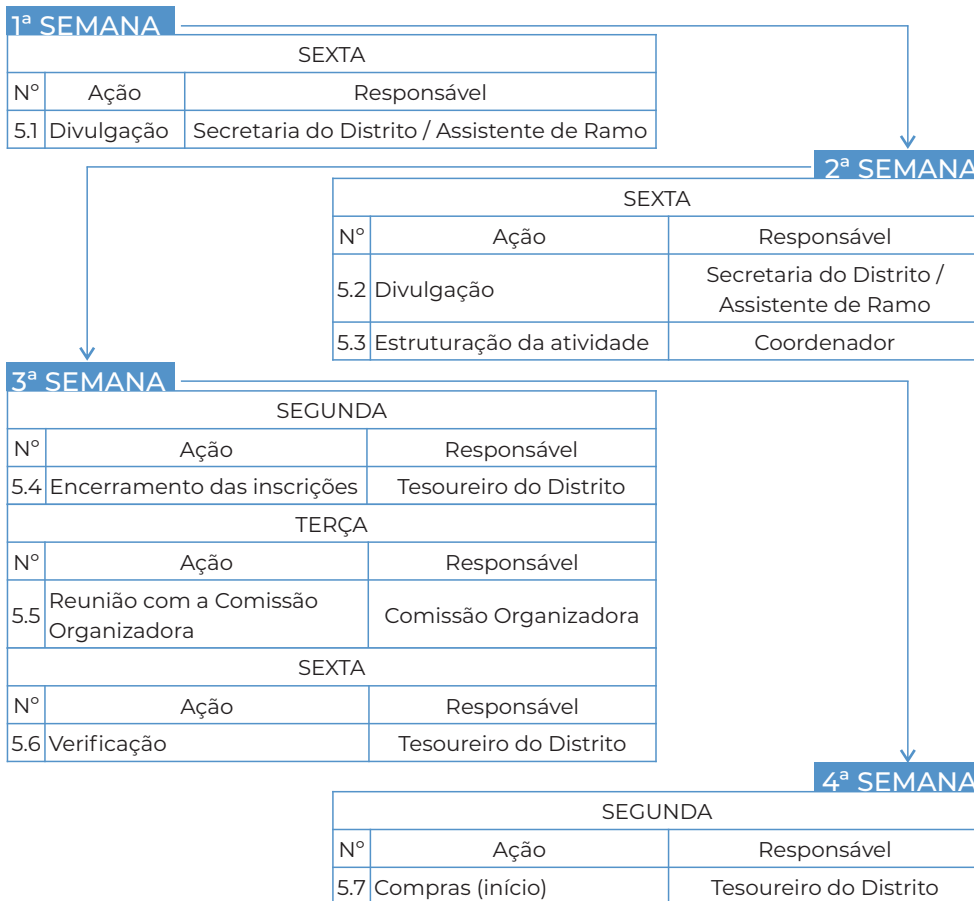 1ª SEMANA
SEXTA
Nº Ação Responsável
5.1 Divulgação Secretaria do Distrito / Assistente de Ramo
2ª SEMANA
SEXTA
Nº Ação Responsável
5.2 Divulgação Secretaria do Distrito /
Assistente de Ramo
5.3 Estruturação da atividade Coordenador
3ª SEMANA
SEGUNDA
Nº Ação Responsável
5.4 Encerramento das inscrições Tesoureiro do Distrito
TERÇA
Nº Ação Responsável
5.5 Reunião com a Comissão
Organizadora Comissão Organizadora
SEXTA
Nº Ação Responsável
5.6 Verificação Tesoureiro do Distrito
4ª SEMANA
SEGUNDA
Nº Ação Responsável
5.7 Compras (início) Tesoureiro do Distrito